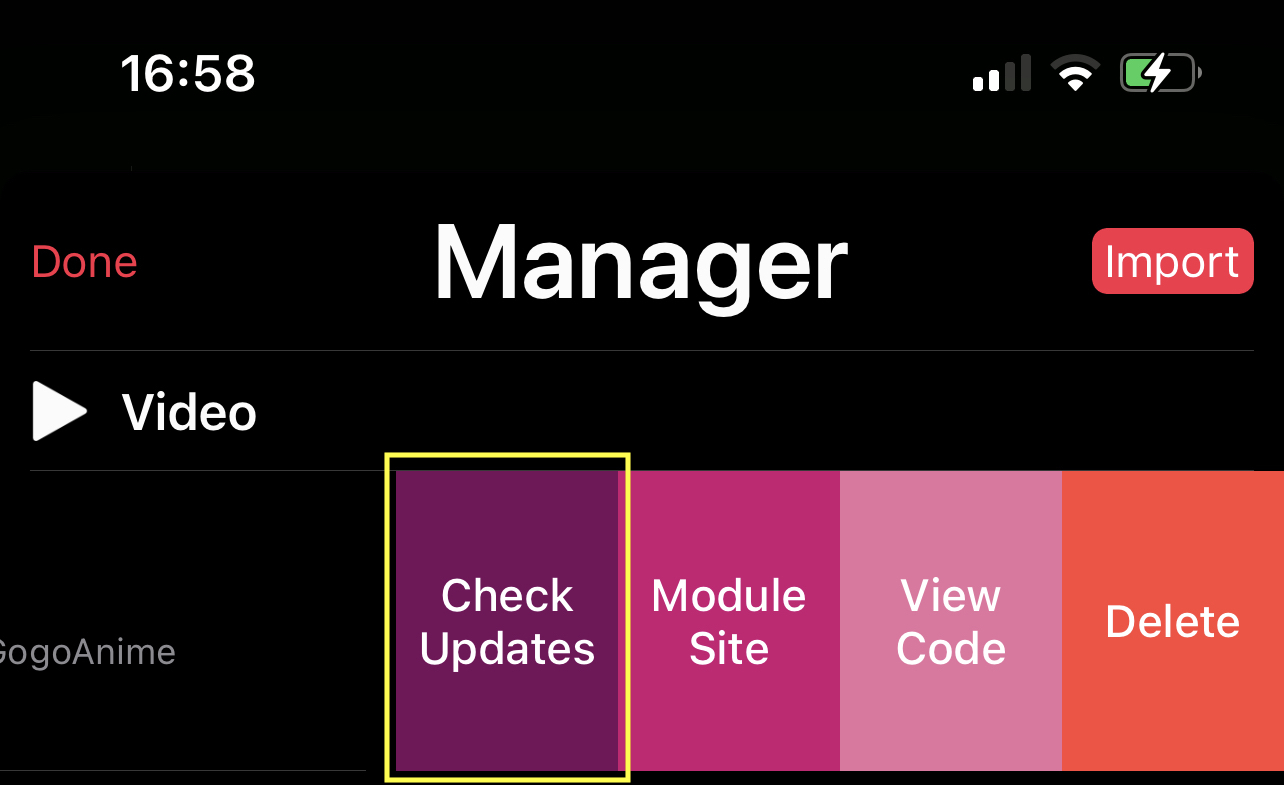 16:58
Done
Manager
Import
Video
Check
Updates
Module
Site
View
Code
Delete
GogoAnime